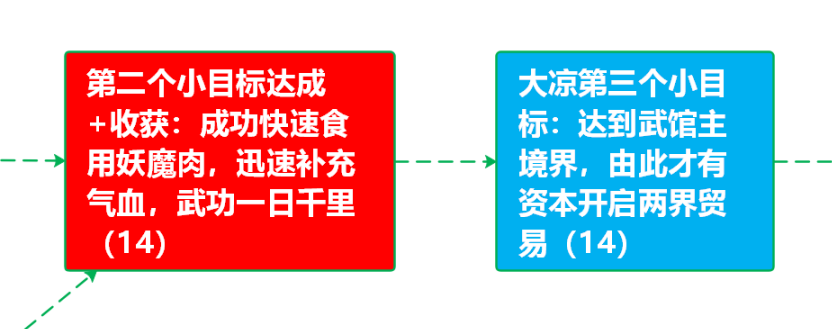 第二个小目标达成
+收获：成功快速食
用妖魔肉，迅速补充
气血，武功一日千里
（14）
大凉第三个小目
标：达到武馆主
境界，由此才有
资本开启两界贸
易（14）